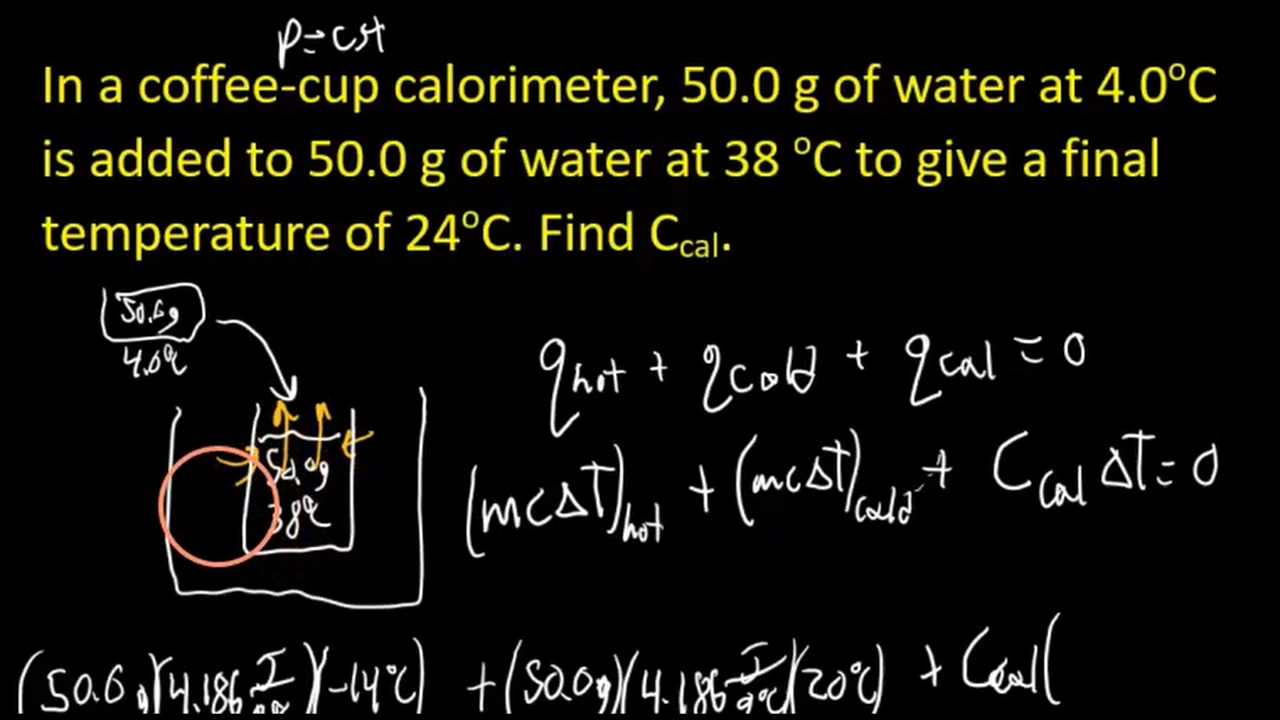 P = cst
In a coffee-cup calorimeter, 50.0 g of water at 4.0°C
is added to 50.0 g of water at 38 °C to give a final
temperature of 24°C. Find Ccal.
50.0g
4.0°C
50.0g
38°C
qhot + qcold + qcal = 0
(mcΔT)hot + (mcΔT)cold + Ccal ΔT = 0
(50.0g)(4.186 J/g°C)(-14°C) + (50.0g)(4.186 J/g°C)(20°C) + Ccal(